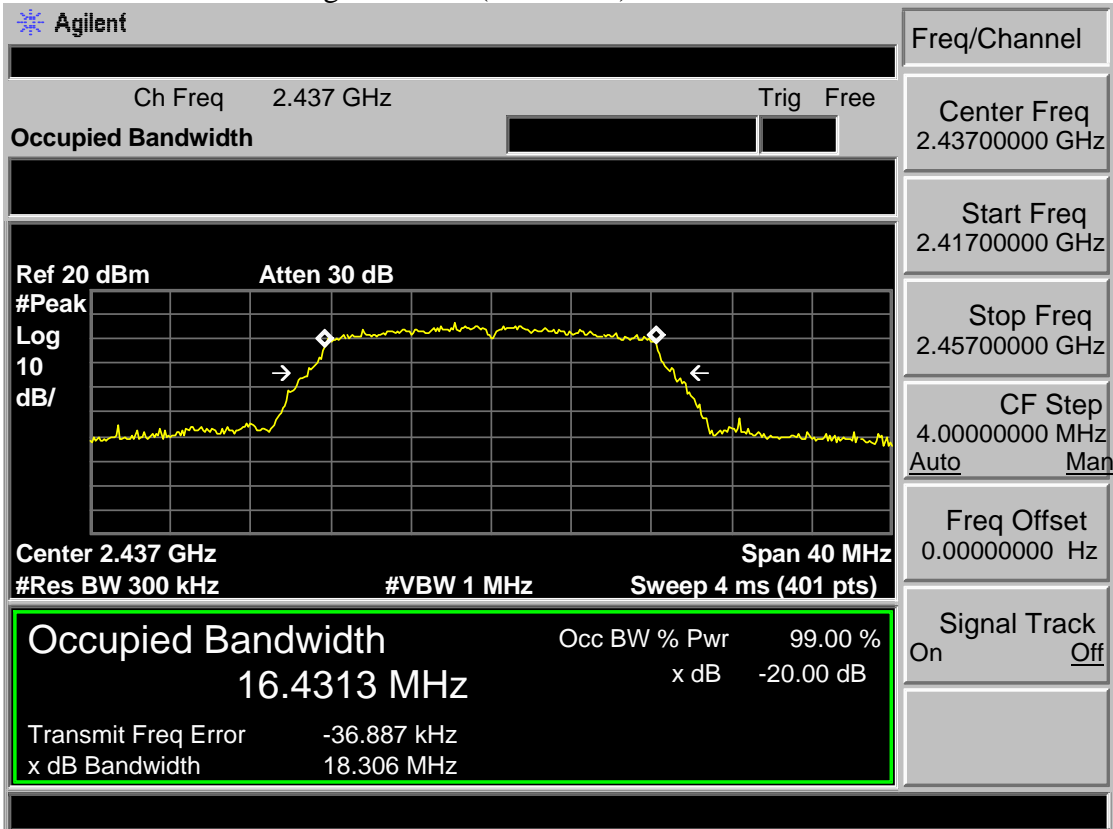 Agilent
Freq/Channel
Ch Freq 2.437 GHz Trig Free
Occupied Bandwidth
Center Freq
2.43700000 GHz
Start Freq
2.41700000 GHz
Stop Freq
2.45700000 GHz
CF Step
4.00000000 MHz
Auto Man
Freq Offset
0.00000000 Hz
Signal Track
On Off
Ref 20 dBm Atten 30 dB
#Peak
Log
10
dB/
Center 2.437 GHz Span 40 MHz
#Res BW 300 kHz #VBW 1 MHz Sweep 4 ms (401 pts)
Occupied Bandwidth Occ BW % Pwr 99.00 %
16.4313 MHz x dB -20.00 dB
Transmit Freq Error -36.887 kHz
x dB Bandwidth 18.306 MHz